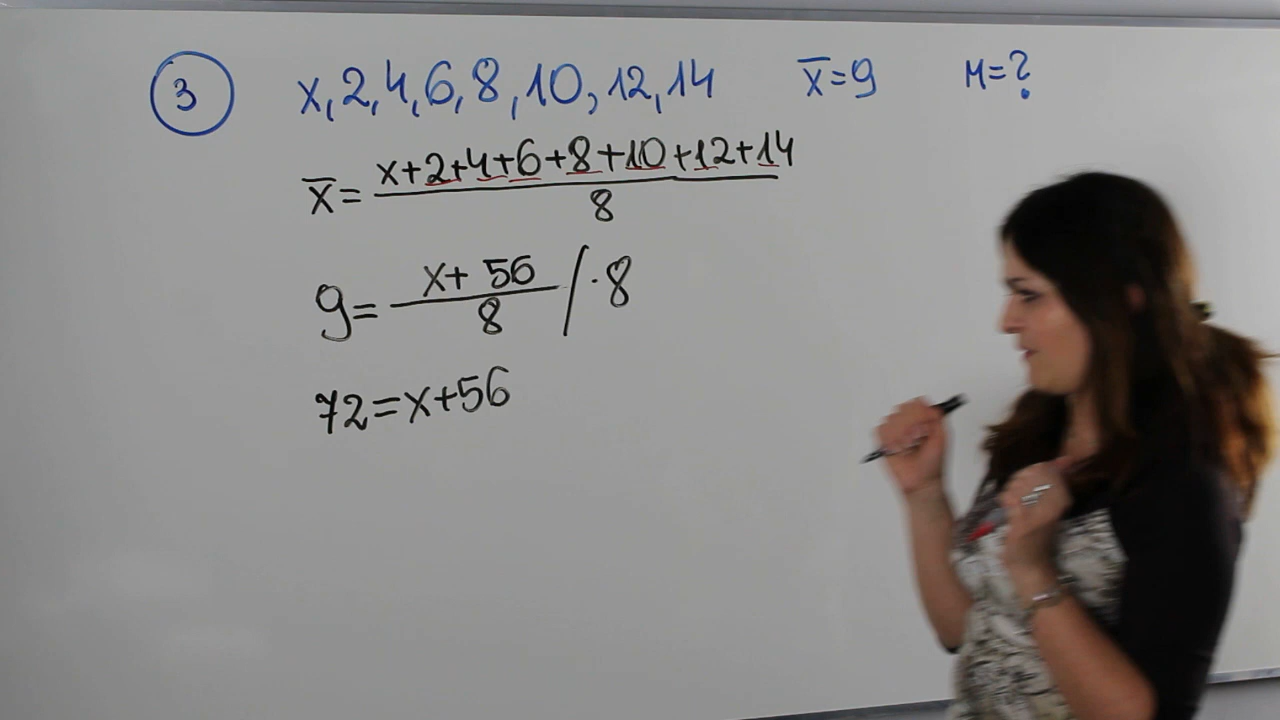 3 x, 2, 4, 6, 8, 10, 12, 14 x̅=9 M=?
x̅= x+2+4+6+8+10+12+14
8
9= x+ 56 /·8
8
72=x+56